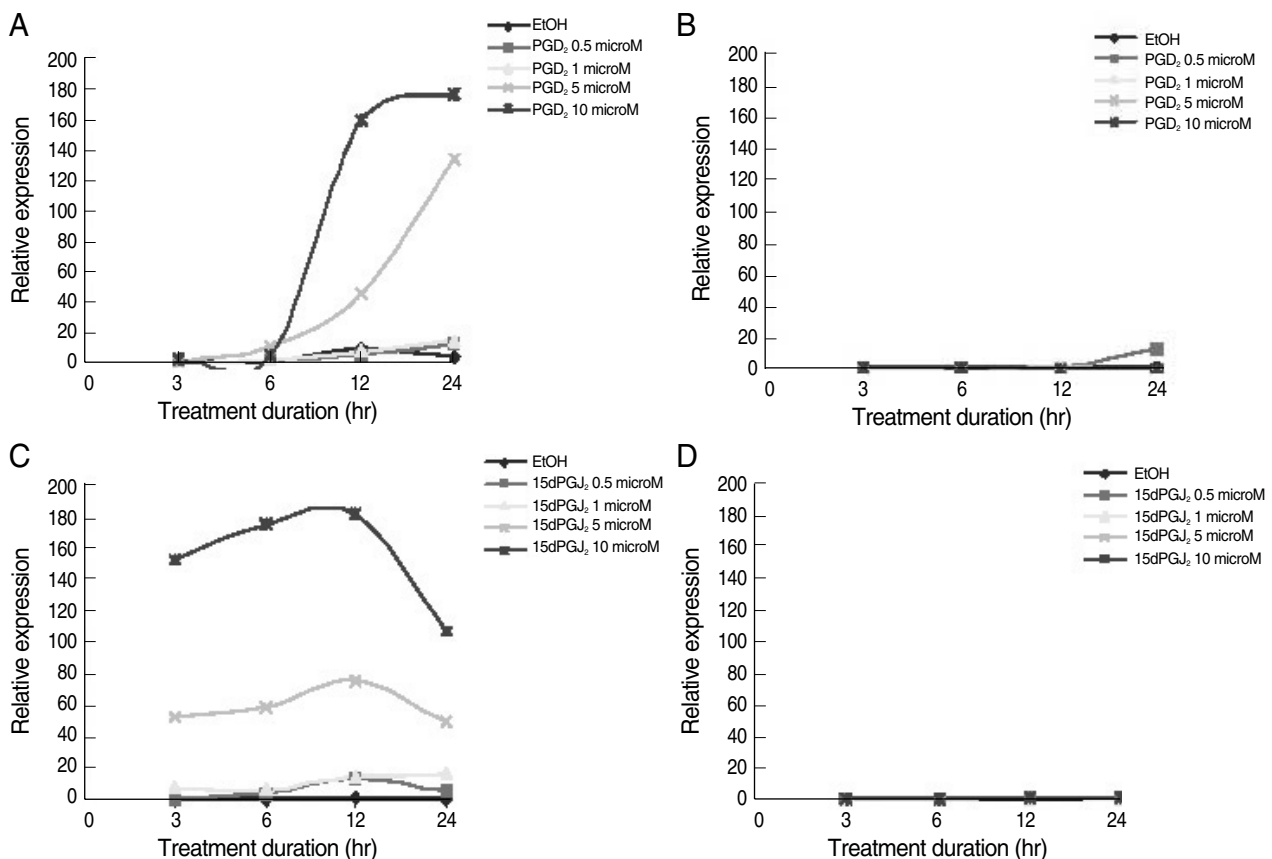 A
EtOH
PGD₂ 0.5 microM
PGD₂ 1 microM
PGD₂ 5 microM
PGD₂ 10 microM
Relative expression
200
180
160
140
120
100
80
60
40
20
0
0 3 6 12 24
Treatment duration (hr)
B
EtOH
PGD₂ 0.5 microM
PGD₂ 1 microM
PGD₂ 5 microM
PGD₂ 10 microM
Relative expression
200
180
160
140
120
100
80
60
40
20
0
0 3 6 12 24
Treatment duration (hr)
C
EtOH
15dPGJ₂ 0.5 microM
15dPGJ₂ 1 microM
15dPGJ₂ 5 microM
15dPGJ₂ 10 microM
Relative expression
200
180
160
140
120
100
80
60
40
20
0
0 3 6 12 24
Treatment duration (hr)
D
EtOH
15dPGJ₂ 0.5 microM
15dPGJ₂ 1 microM
15dPGJ₂ 5 microM
15dPGJ₂ 10 microM
Relative expression
200
180
160
140
120
100
80
60
40
20
0
0 3 6 12 24
Treatment duration (hr)